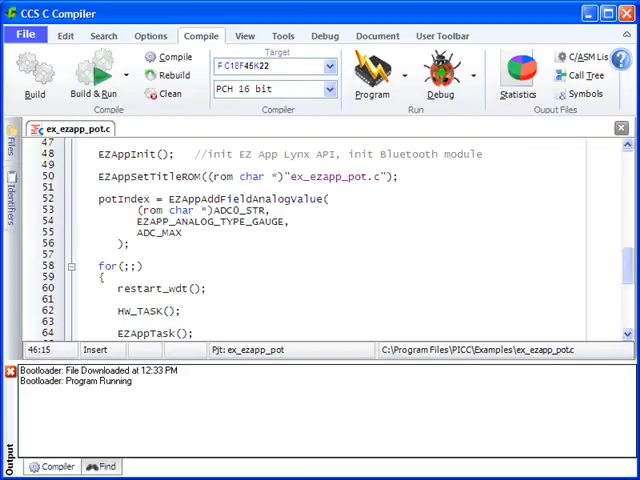 CCS C Compiler
File Edit Search Options Compile View Tools Debug Document User Toolbar
Build
Build & Run
Compile
Rebuild
Clean
Compile
Target
PCH 16 bit
Compiler
Program
Debug
Run
Statistics
C/ASM Lis
Call Tree
Symbols
Ouput Files
ex_ezapp_pot.c
Files
Identifiers
47
48 EZAppInit(); //init EZ App Lynx API, init Bluetooth module
49
50 EZAppSetTitleROM((rom char *)"ex_ezapp_pot.c");
51
52 potIndex = EZAppAddFieldAnalogValue(
53 (rom char *)ADC0_STR,
54 EZAPP_ANALOG_TYPE_GAUGE,
55 ADC_MAX
56 );
57
58 for(;;)
59 {
60 restart_wdt();
61
62 HW_TASK();
63
64 EZAppTask();
46:15 Insert Pjt: ex_ezapp_pot C:\Program Files\PICC\Examples\ex_ezapp_pot.c
Bootloader: File Downloaded at 12:33 PM
Bootloader: Program Running
Output
Compiler Find